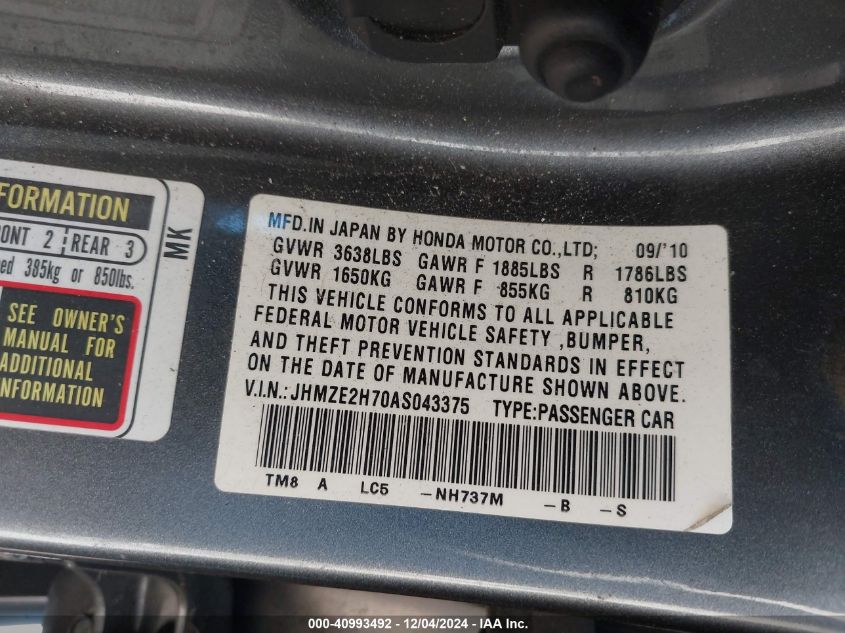 FORMATION
ONT 2 REAR 3
ed 385kg or 850lbs.
SEE OWNER'S
MANUAL FOR
ADDITIONAL
INFORMATION
MK
MFD.IN JAPAN BY HONDA MOTOR CO.,LTD; 09/'10
GVWR 3638LBS GAWR F 1885LBS R 1786LBS
GVWR 1650KG GAWR F 855KG R 810KG
THIS VEHICLE CONFORMS TO ALL APPLICABLE
FEDERAL MOTOR VEHICLE SAFETY ,BUMPER,
AND THEFT PREVENTION STANDARDS IN EFFECT
ON THE DATE OF MANUFACTURE SHOWN ABOVE.
V.I.N.:JHMZE2H70AS043375 TYPE:PASSENGER CAR
TM8 A LC5 -NH737M -B -S
000-40993492 - 12/04/2024 - IAA Inc.